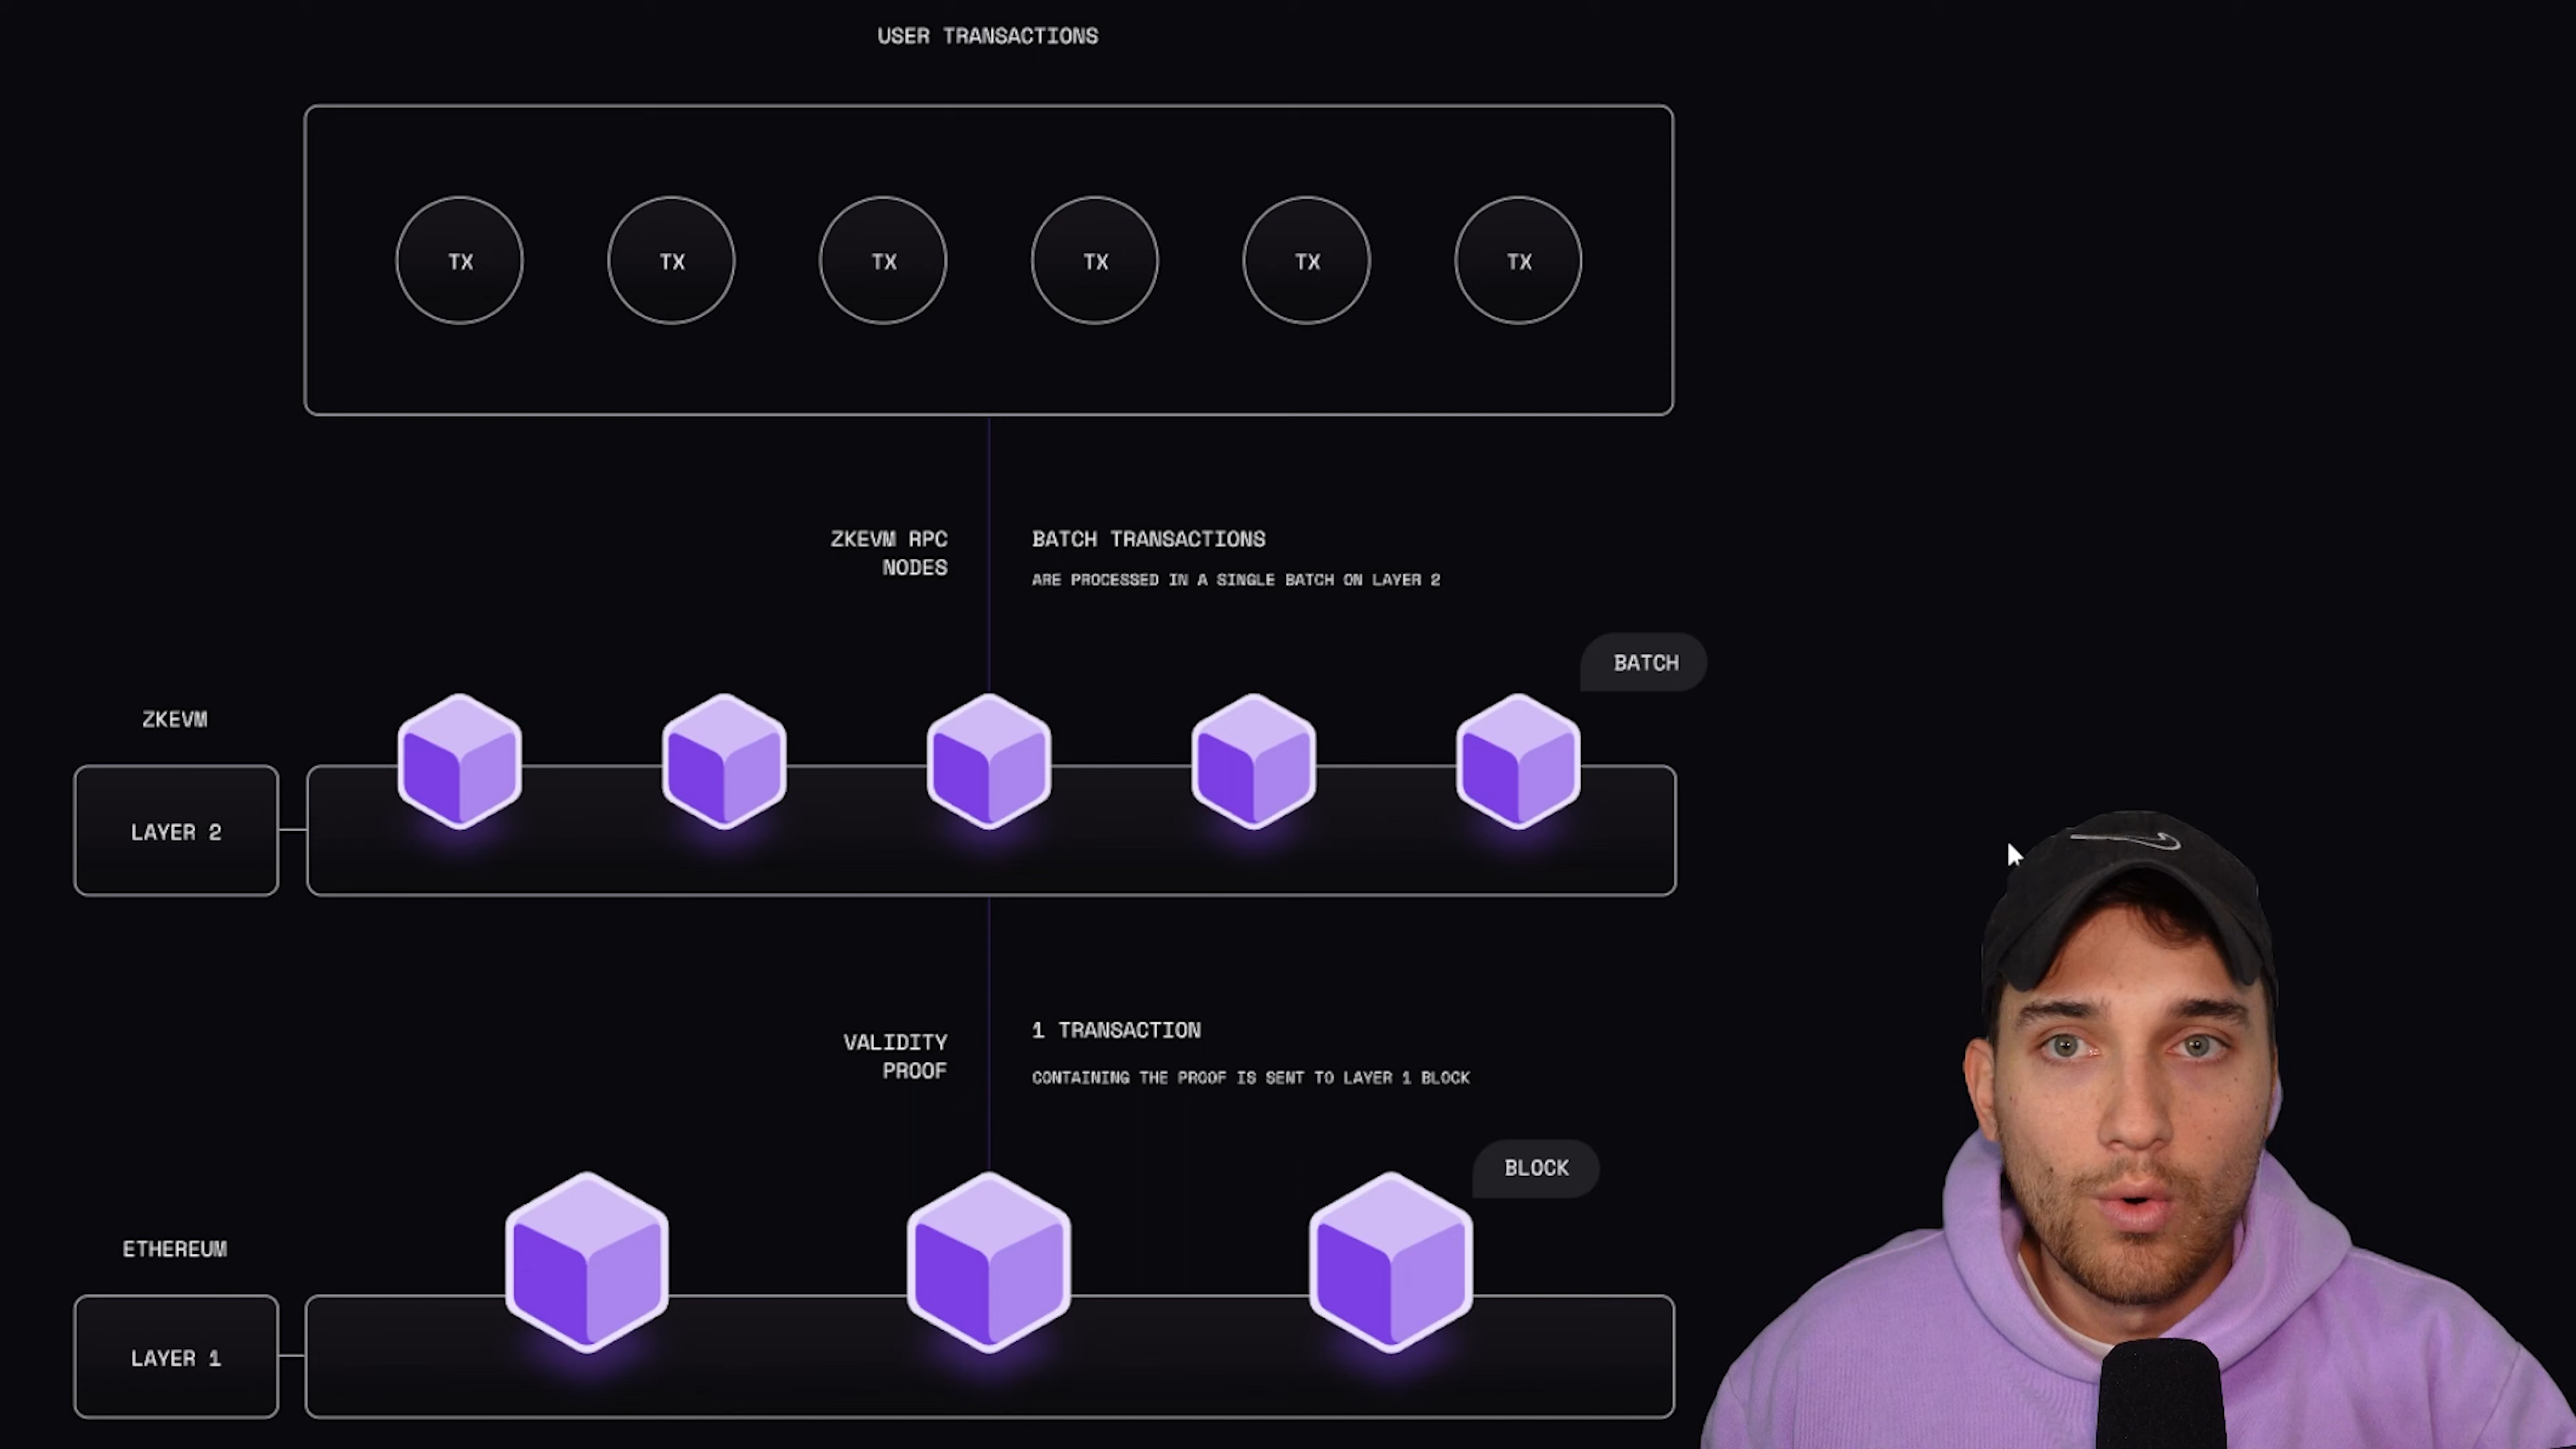 USER TRANSACTIONS
TX TX TX TX TX TX
ZKEVM RPC
NODES
BATCH TRANSACTIONS
ARE PROCESSED IN A SINGLE BATCH ON LAYER 2
BATCH
ZKEVM
LAYER 2
VALIDITY
PROOF
1 TRANSACTION
CONTAINING THE PROOF IS SENT TO LAYER 1 BLOCK
BLOCK
ETHEREUM
LAYER 1